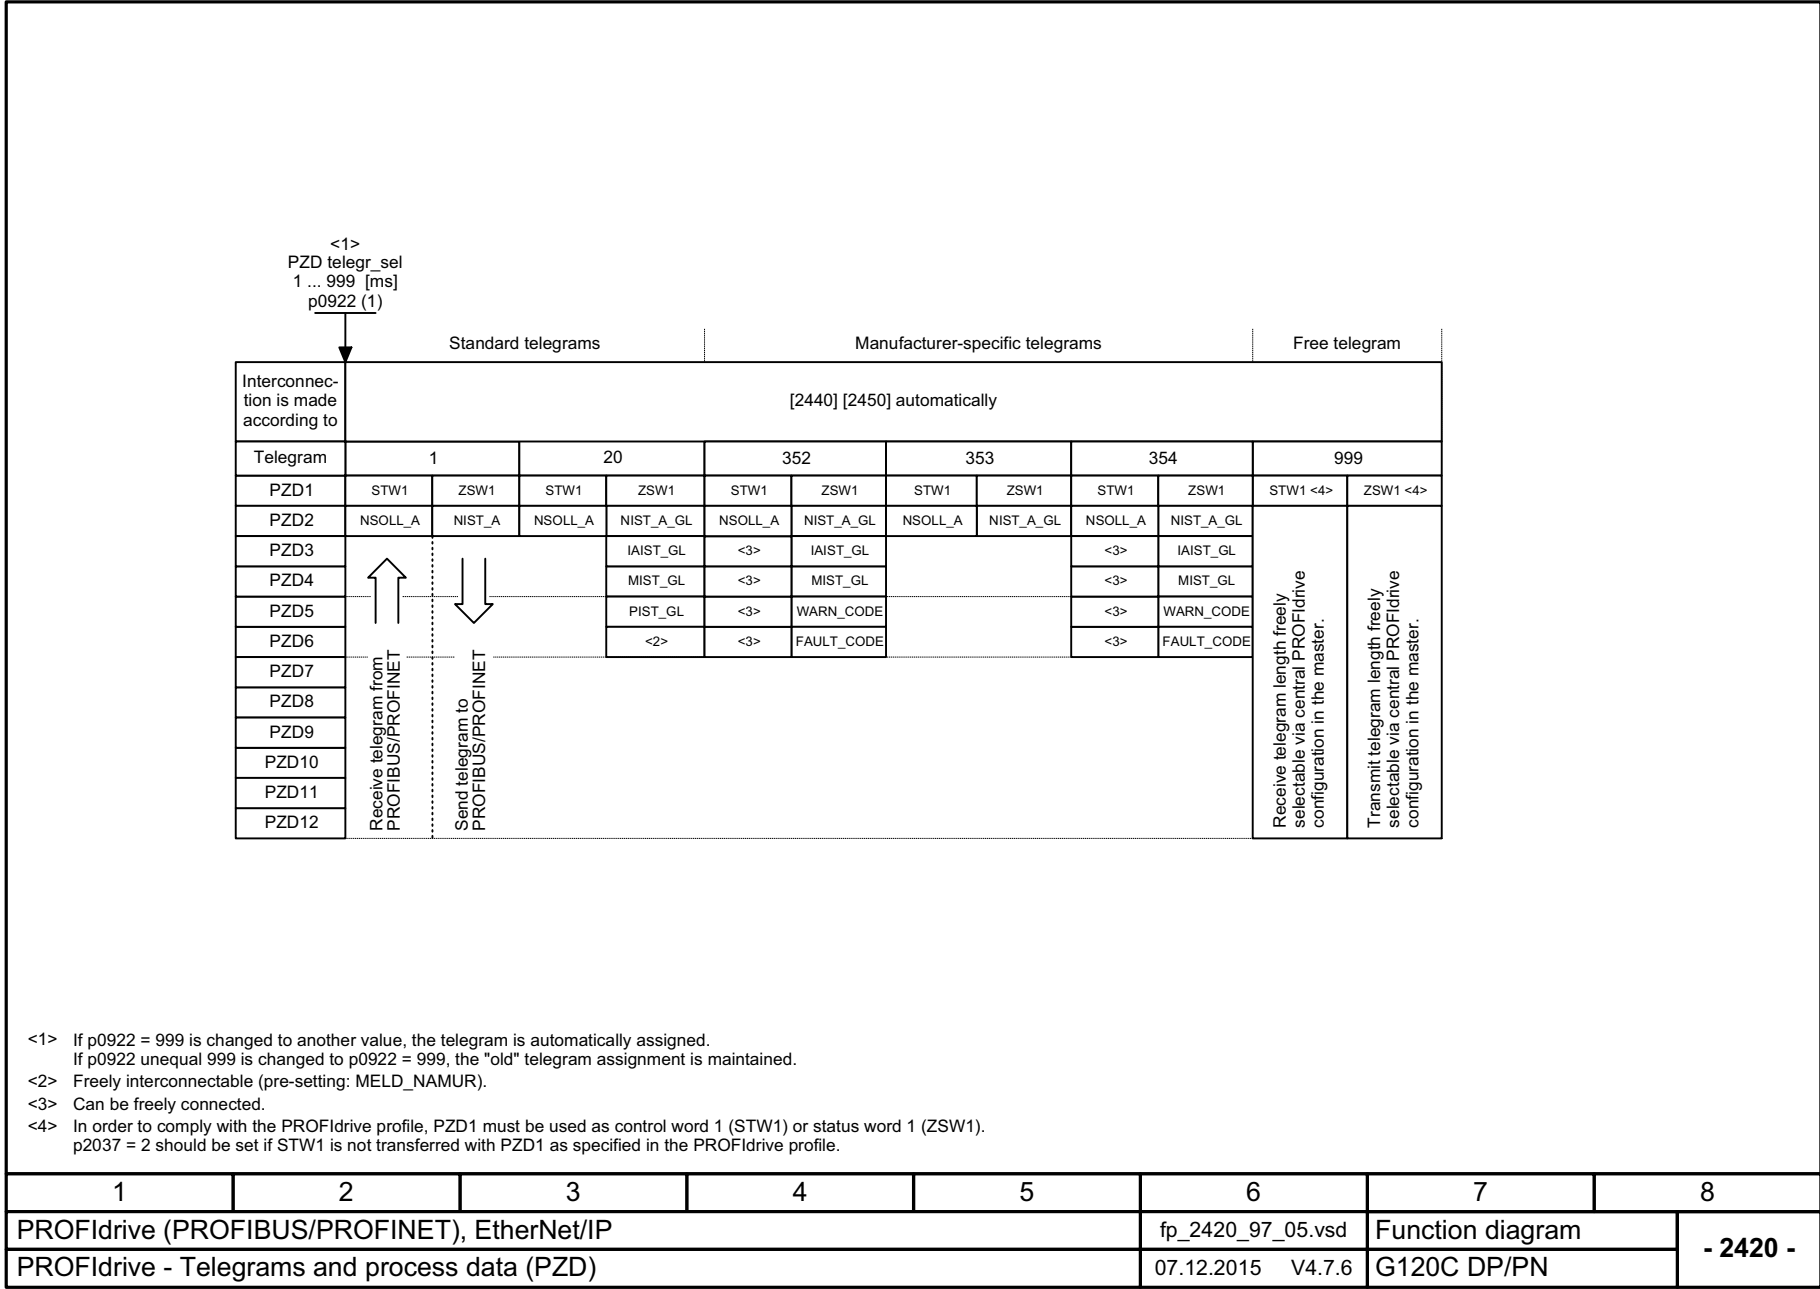 <1>
PZD telegr_sel
1 ... 999 [ms]
p0922 (1)
Standard telegrams Manufacturer-specific telegrams Free telegram
Interconnec-
tion is made
according to
[2440] [2450] automatically
Telegram 1 20 352 353 354 999
PZD1 STW1 ZSW1 STW1 ZSW1 STW1 ZSW1 STW1 ZSW1 STW1 ZSW1 STW1 <4> ZSW1 <4>
PZD2 NSOLL_A NIST_A NSOLL_A NIST_A_GL NSOLL_A NIST_A_GL NSOLL_A NIST_A_GL NSOLL_A NIST_A_GL
PZD3 IAIST_GL <3> IAIST_GL <3> IAIST_GL
PZD4 MIST_GL <3> MIST_GL <3> MIST_GL
PZD5 PIST_GL <3> WARN_CODE <3> WARN_CODE
PZD6 <2> <3> FAULT_CODE <3> FAULT_CODE
PZD7
PZD8
PZD9
PZD10
PZD11
PZD12
Receive telegram from
PROFIBUS/PROFINET
Send telegram to
PROFIBUS/PROFINET
Receive telegram length freely
selectable via central PROFIdrive
configuration in the master.
Transmit telegram length freely
selectable via central PROFIdrive
configuration in the master.
<1> If p0922 = 999 is changed to another value, the telegram is automatically assigned.
If p0922 unequal 999 is changed to p0922 = 999, the "old" telegram assignment is maintained.
<2> Freely interconnectable (pre-setting: MELD_NAMUR).
<3> Can be freely connected.
<4> In order to comply with the PROFIdrive profile, PZD1 must be used as control word 1 (STW1) or status word 1 (ZSW1).
p2037 = 2 should be set if STW1 is not transferred with PZD1 as specified in the PROFIdrive profile.
1 2 3 4 5 6 7 8
PROFIdrive (PROFIBUS/PROFINET), EtherNet/IP fp_2420_97_05.vsd Function diagram
- 2420 -
PROFIdrive - Telegrams and process data (PZD) 07.12.2015 V4.7.6 G120C DP/PN